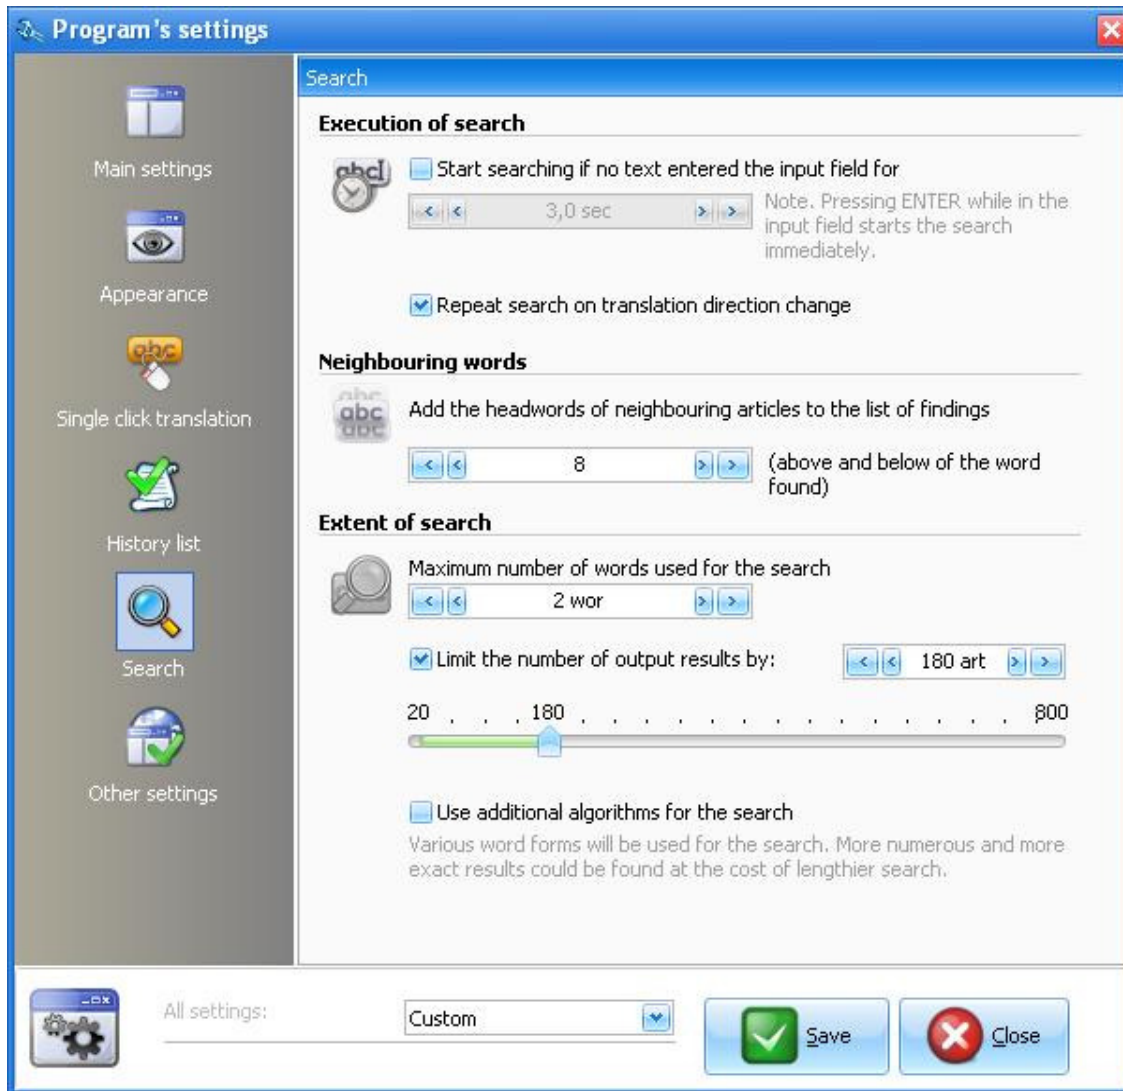 Program's settings
Main settings
Appearance
Single click translation
History list
Search
Other settings
Search
Execution of search
Start searching if no text entered the input field for
3,0 sec
Note. Pressing ENTER while in the
input field starts the search
immediately.
Repeat search on translation direction change
Neighbouring words
Add the headwords of neighbouring articles to the list of findings
8
(above and below of the word
found)
Extent of search
Maximum number of words used for the search
2 wor
Limit the number of output results by:
180 art
20 . . . 180 . . . . . . . . . . . . . . 800
Use additional algorithms for the search
Various word forms will be used for the search. More numerous and more
exact results could be found at the cost of lengthier search.
All settings:
Custom
Save
Close